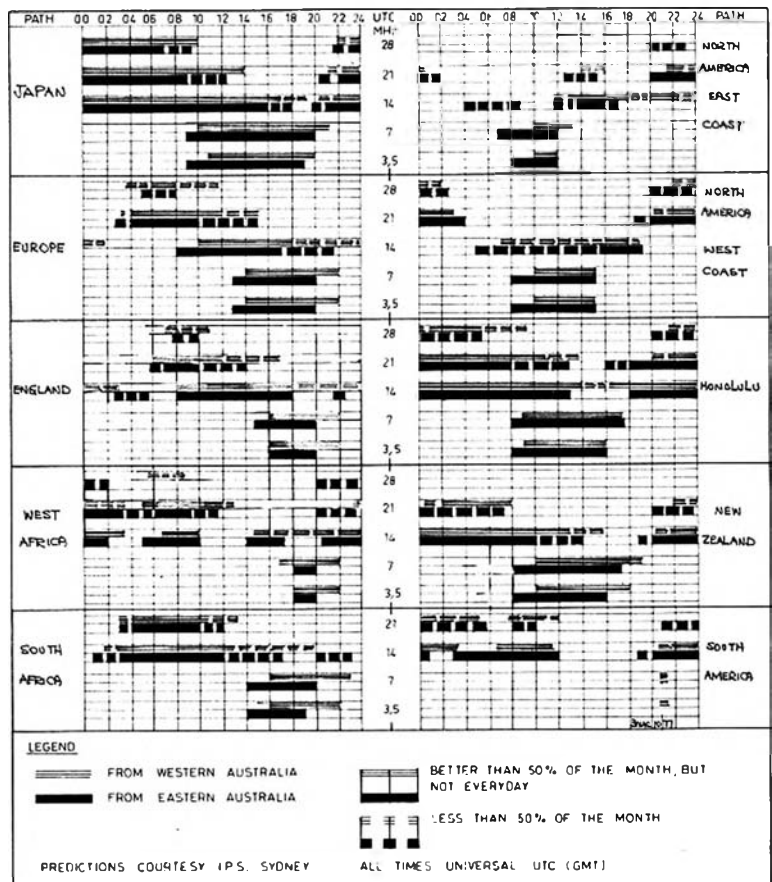 PATH 00 02 04 06 08 10 12 14 16 18 20 22 24 UTC 00 02 04 06 08 10 12 14 16 18 20 22 24 PATH
MHz
JAPAN
28
21
14
7
3,5
NORTH
AMERICA
EAST
COAST
EUROPE
28
21
14
7
3,5
NORTH
AMERICA
WEST
COAST
ENGLAND
28
21
14
7
3,5
HONOLULU
WEST
AFRICA
28
21
14
7
3,5
NEW
ZEALAND
SOUTH
AFRICA
21
14
7
3,5
SOUTH
AMERICA
LEGEND
FROM WESTERN AUSTRALIA
FROM EASTERN AUSTRALIA
BETTER THAN 50% OF THE MONTH, BUT
NOT EVERYDAY
LESS THAN 50% OF THE MONTH
PREDICTIONS COURTESY I.P.S. SYDNEY
ALL TIMES UNIVERSAL UTC (GMT)